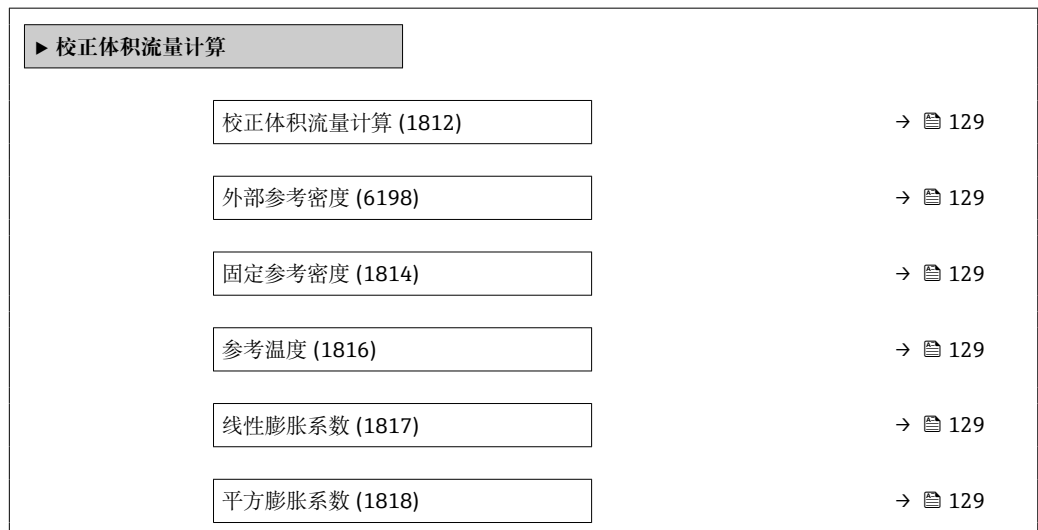 ▶ 校正体积流量计算
校正体积流量计算 (1812) → 129
外部参考密度 (6198) → 129
固定参考密度 (1814) → 129
参考温度 (1816) → 129
线性膨胀系数 (1817) → 129
平方膨胀系数 (1818) → 129